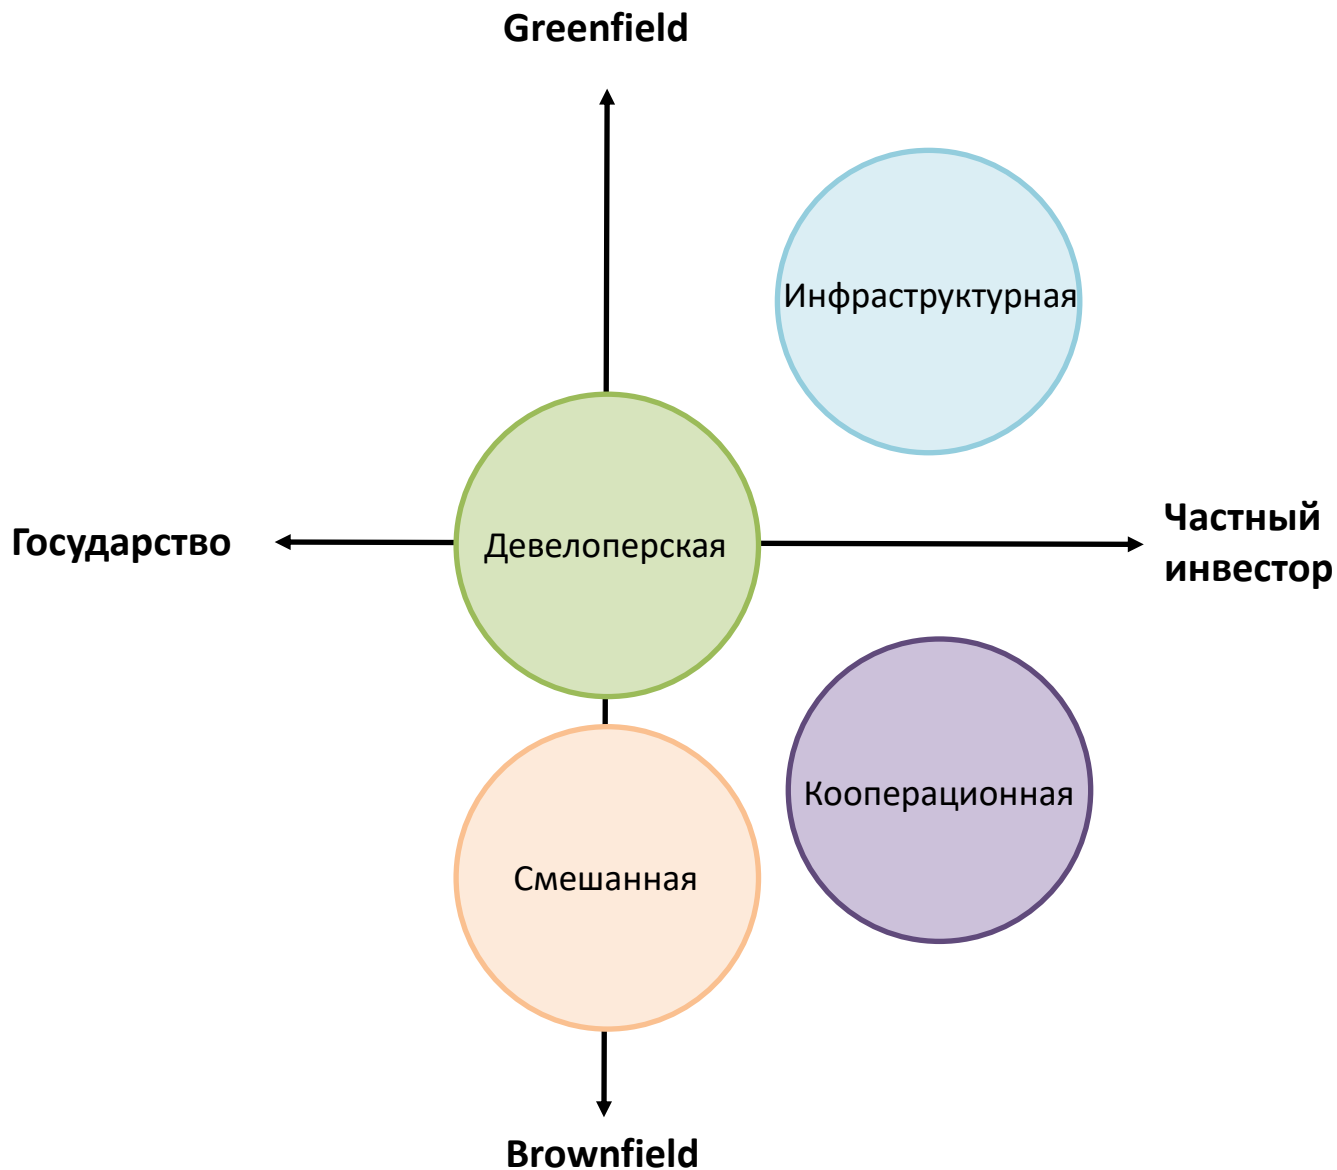 Greenfield
Инфраструктурная
Государство
Девелоперская
Частный
инвестор
Кооперационная
Смешанная
Brownfield